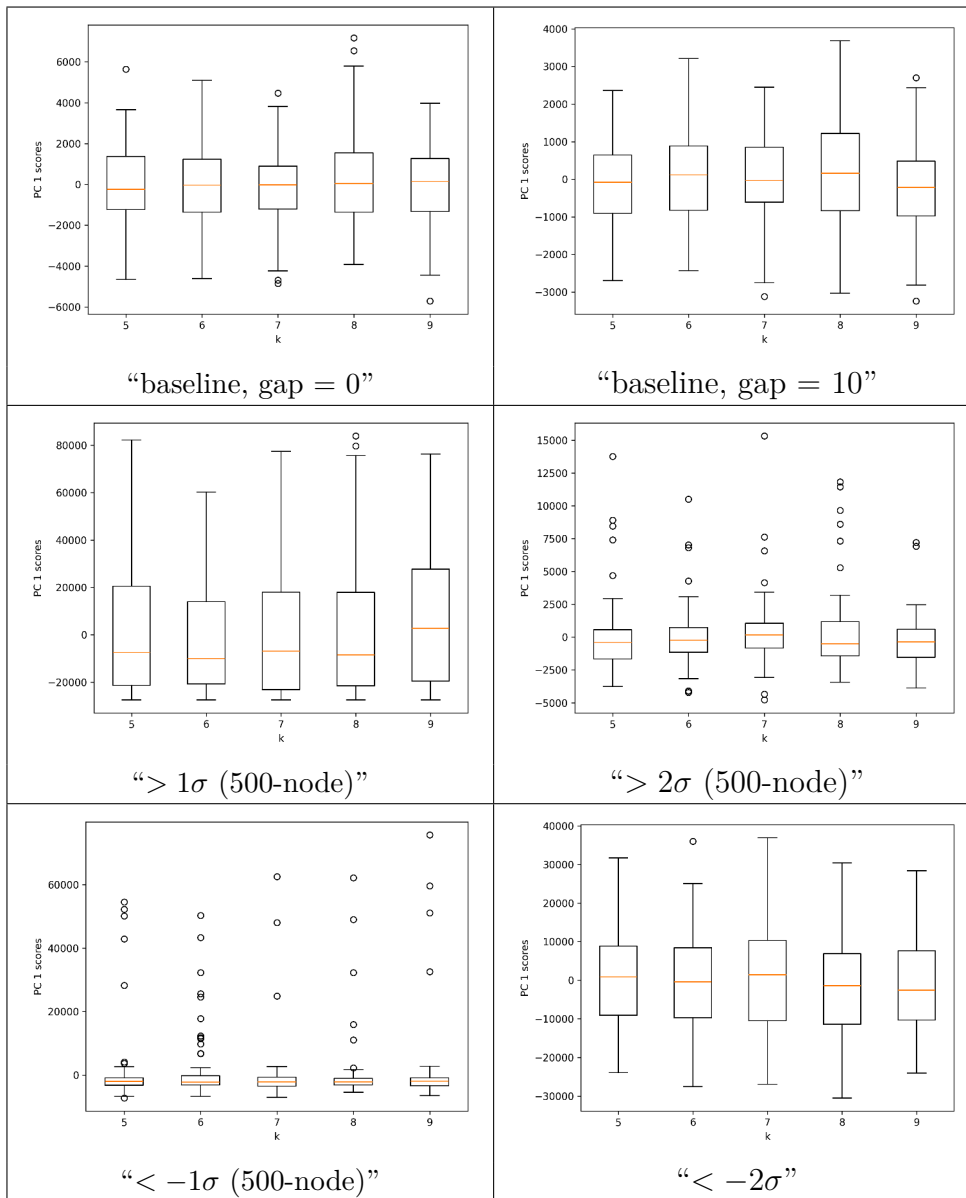 6000
4000
2000
0
−2000
−4000
−6000
PC 1 scores
5 6 7 8 9
k
“baseline, gap = 0”
4000
3000
2000
1000
0
−1000
−2000
−3000
PC 1 scores
5 6 7 8 9
k
“baseline, gap = 10”
80000
60000
40000
20000
0
−20000
PC 1 scores
5 6 7 8 9
k
“> 1σ (500-node)”
15000
12500
10000
7500
5000
2500
0
−2500
−5000
PC 1 scores
5 6 7 8 9
k
“> 2σ (500-node)”
60000
40000
20000
0
PC 1 scores
5 6 7 8 9
k
“< −1σ (500-node)”
40000
30000
20000
10000
0
−10000
−20000
−30000
PC 1 scores
5 6 7 8 9
k
“< −2σ”